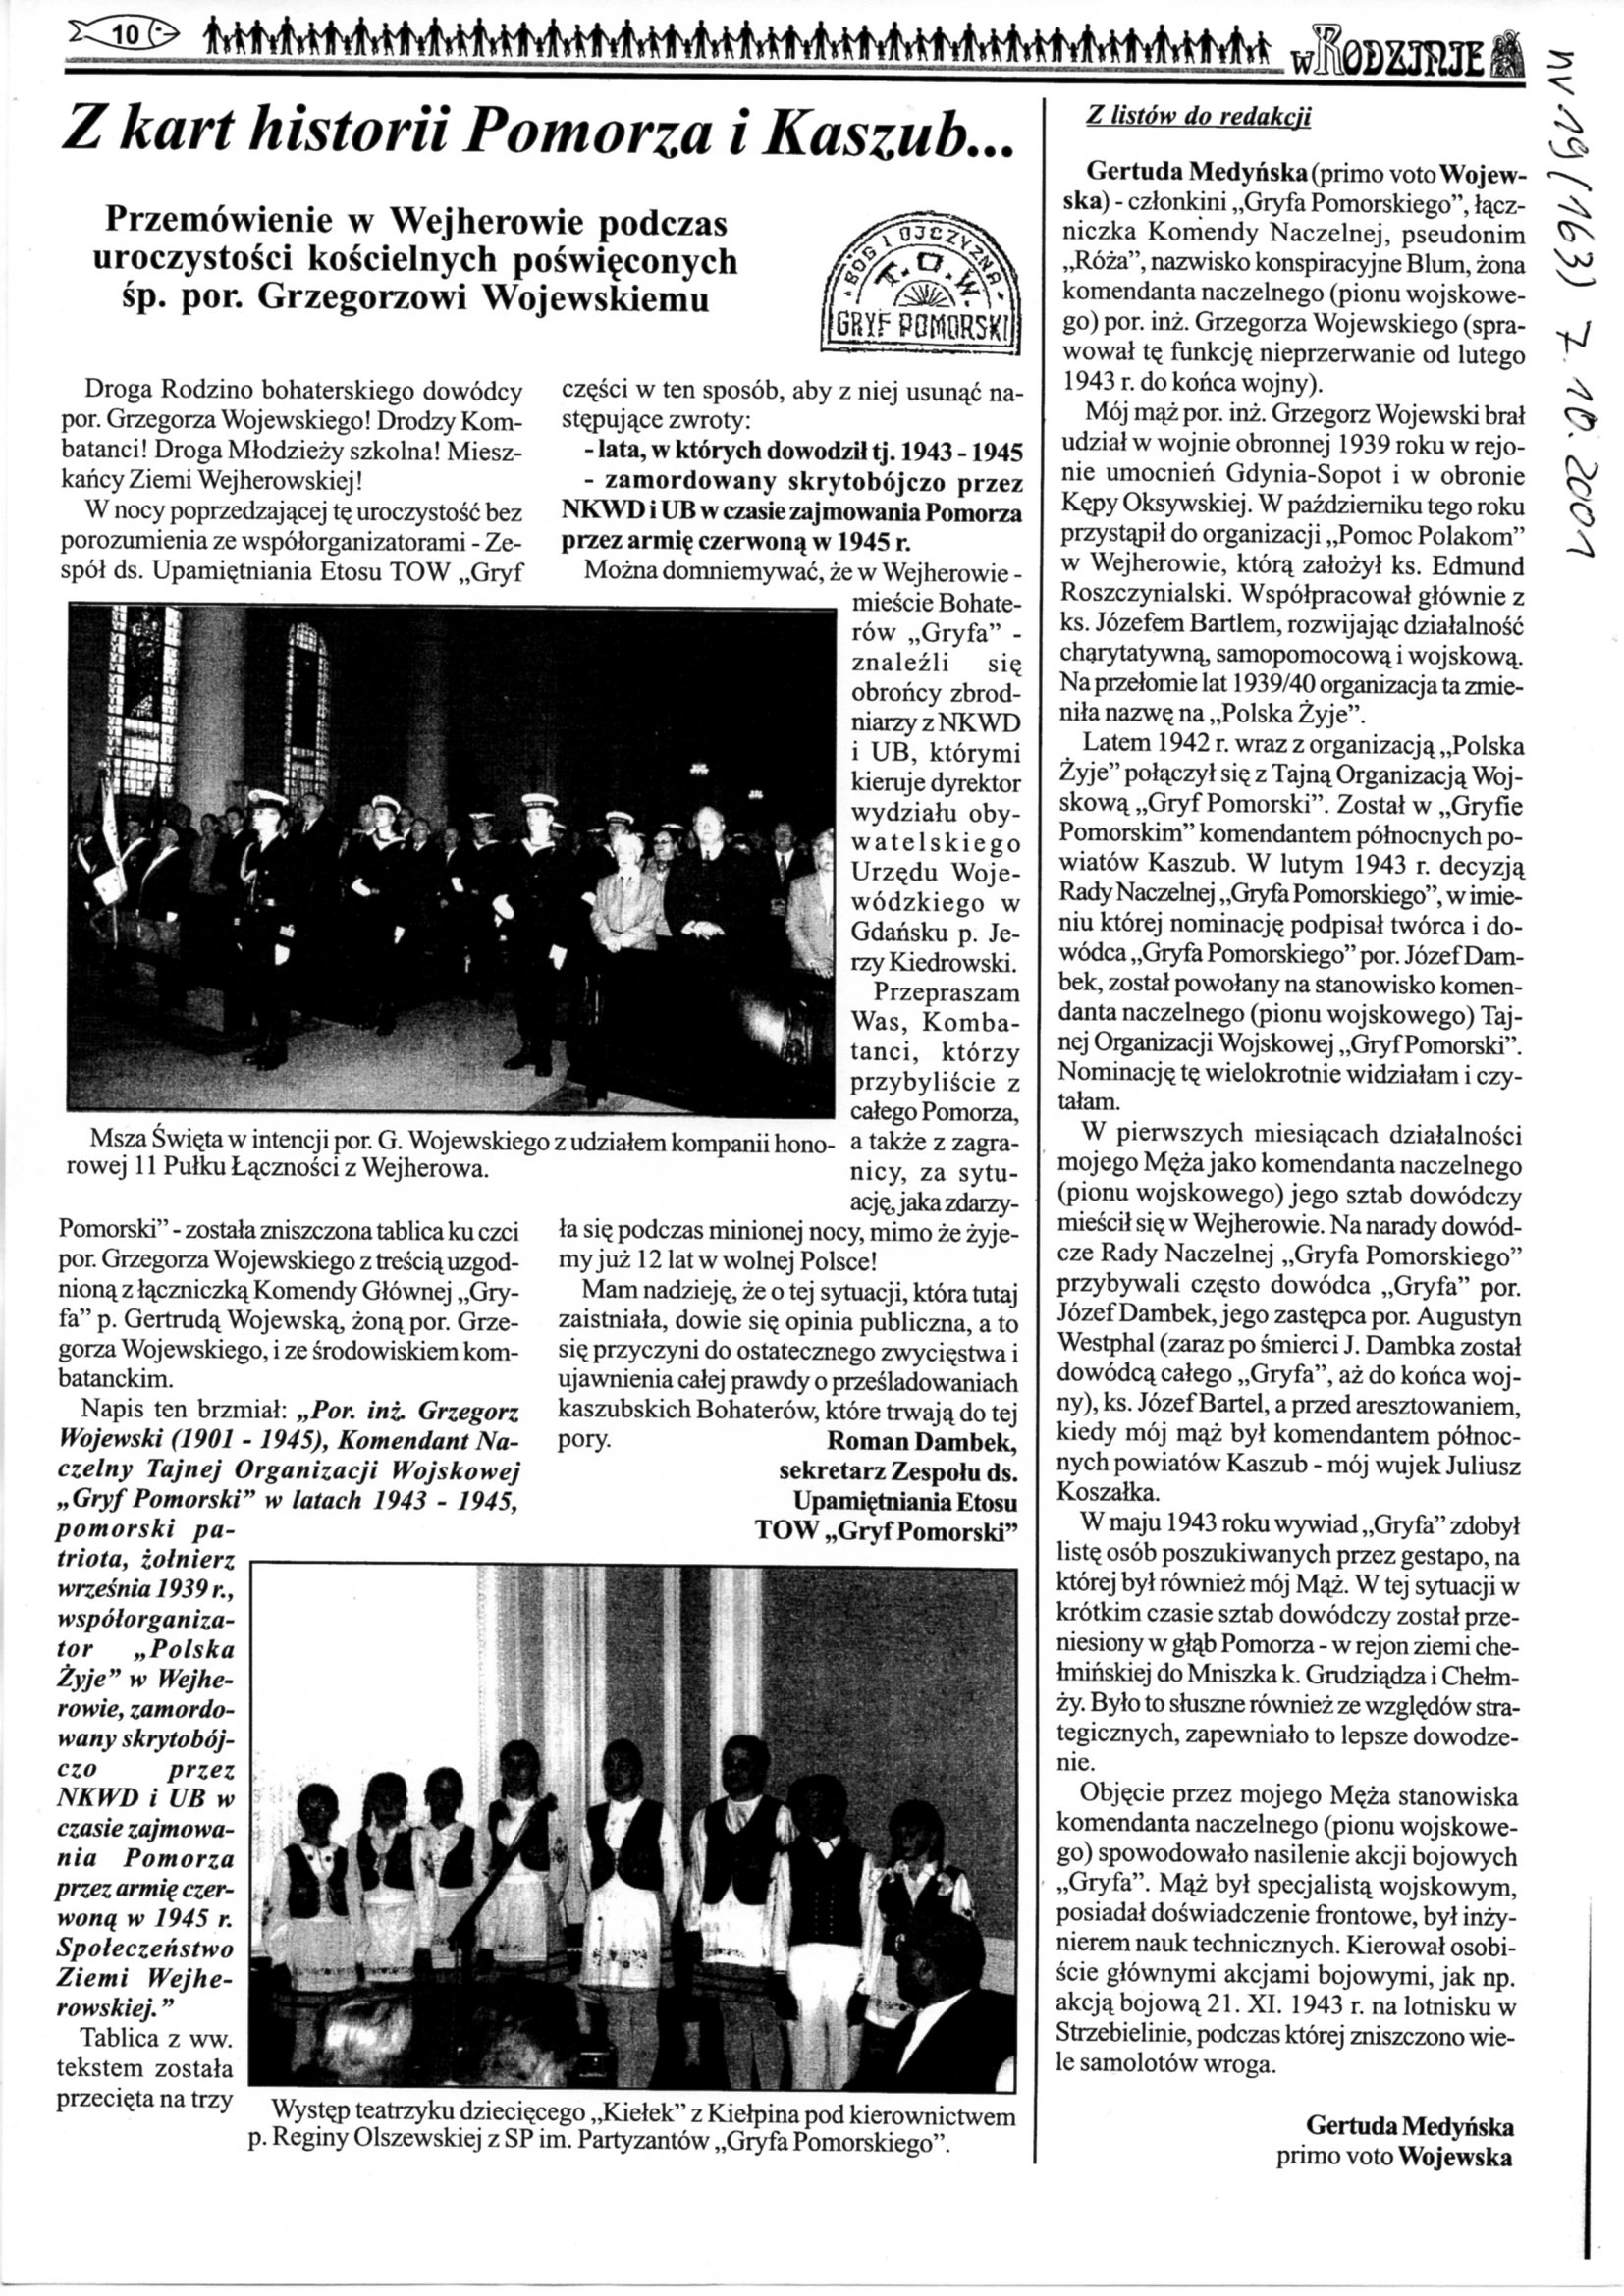 10
wRODZINIE
nr 19 (163) 7.10.2001
Z kart historii Pomorza i Kaszub...
Przemówienie w Wejherowie podczas
uroczystości kościelnych poświęconych
śp. por. Grzegorzowi Wojewskiemu
BÓG I OJCZYZNA
T.O.W.
GRYF POMORSKI
Droga Rodzino bohaterskiego dowódcy
por. Grzegorza Wojewskiego! Drodzy Kom-
batanci! Droga Młodzieży szkolna! Miesz-
kańcy Ziemi Wejherowskiej!
W nocy poprzedzającej tę uroczystość bez
porozumienia ze współorganizatorami - Ze-
spół ds. Upamiętniania Etosu TOW „Gryf
Msza Święta w intencji por. G. Wojewskiego z udziałem kompanii hono-
rowej 11 Pułku Łączności z Wejherowa.
Pomorski” - została zniszczona tablica ku czci
por. Grzegorza Wojewskiego z treścią uzgod-
nioną z łączniczką Komendy Głównej „Gry-
fa” p. Gertrudą Wojewską, żoną por. Grze-
gorza Wojewskiego, i ze środowiskiem kom-
batanckim.
Napis ten brzmiał: „Por. inż. Grzegorz
Wojewski (1901 - 1945), Komendant Na-
czelny Tajnej Organizacji Wojskowej
„Gryf Pomorski” w latach 1943 - 1945,
pomorski pa-
triota, żołnierz
września 1939 r.,
współorganiza-
tor „Polska
Żyje” w Wejhe-
rowie, zamordo-
wany skrytobój-
czo przez
NKWD i UB w
czasie zajmowa-
nia Pomorza
przez armię czer-
woną w 1945 r.
Społeczeństwo
Ziemi Wejhe-
rowskiej.”
Tablica z ww.
tekstem została
przecięta na trzy
części w ten sposób, aby z niej usunąć na-
stępujące zwroty:
- lata, w których dowodził tj. 1943 - 1945
- zamordowany skrytobójczo przez
NKWD i UB w czasie zajmowania Pomorza
przez armię czerwoną w 1945 r.
Można domniemywać, że w Wejherowie -
mieście Bohate-
rów „Gryfa” -
znaleźli się
obrońcy zbrod-
niarzy z NKWD
i UB, którymi
kieruje dyrektor
wydziału oby-
watelskiego
Urzędu Woje-
wódzkiego w
Gdańsku p. Je-
rzy Kiedrowski.
Przepraszam
Was, Komba-
tanci, którzy
przybyliście z
całego Pomorza,
a także z zagra-
nicy, za sytu-
ację, jaka zdarzy-
ła się podczas minionej nocy, mimo że żyje-
my już 12 lat w wolnej Polsce!
Mam nadzieję, że o tej sytuacji, która tutaj
zaistniała, dowie się opinia publiczna, a to
się przyczyni do ostatecznego zwycięstwa i
ujawnienia całej prawdy o prześladowaniach
kaszubskich Bohaterów, które trwają do tej
pory. Roman Dambek,
sekretarz Zespołu ds.
Upamiętniania Etosu
TOW „Gryf Pomorski”
Występ teatrzyku dziecięcego „Kiełek” z Kiełpina pod kierownictwem
p. Reginy Olszewskiej z SP im. Partyzantów „Gryfa Pomorskiego”.
Z listów do redakcji
Gertuda Medyńska (primo voto Wojew-
ska) - członkini „Gryfa Pomorskiego”, łącz-
niczka Komendy Naczelnej, pseudonim
„Róża”, nazwisko konspiracyjne Blum, żona
komendanta naczelnego (pionu wojskowe-
go) por. inż. Grzegorza Wojewskiego (spra-
wował tę funkcję nieprzerwanie od lutego
1943 r. do końca wojny).
Mój mąż por. inż. Grzegorz Wojewski brał
udział w wojnie obronnej 1939 roku w rejo-
nie umocnień Gdynia-Sopot i w obronie
Kępy Oksywskiej. W październiku tego roku
przystąpił do organizacji „Pomoc Polakom”
w Wejherowie, którą założył ks. Edmund
Roszczynialski. Współpracował głównie z
ks. Józefem Bartlem, rozwijając działalność
charytatywną, samopomocową i wojskową.
Na przełomie lat 1939/40 organizacja ta zmie-
niła nazwę na „Polska Żyje”.
Latem 1942 r. wraz z organizacją „Polska
Żyje” połączył się z Tajną Organizacją Woj-
skową „Gryf Pomorski”. Został w „Gryfie
Pomorskim” komendantem północnych po-
wiatów Kaszub. W lutym 1943 r. decyzją
Rady Naczelnej „Gryfa Pomorskiego”, w imie-
niu której nominację podpisał twórca i do-
wódca „Gryfa Pomorskiego” por. Józef Dam-
bek, został powołany na stanowisko komen-
danta naczelnego (pionu wojskowego) Taj-
nej Organizacji Wojskowej „Gryf Pomorski”.
Nominację tę wielokrotnie widziałam i czy-
tałam.
W pierwszych miesiącach działalności
mojego Męża jako komendanta naczelnego
(pionu wojskowego) jego sztab dowódczy
mieścił się w Wejherowie. Na narady dowód-
cze Rady Naczelnej „Gryfa Pomorskiego”
przybywali często dowódca „Gryfa” por.
Józef Dambek, jego zastępca por. Augustyn
Westphal (zaraz po śmierci J. Dambka został
dowódcą całego „Gryfa”, aż do końca woj-
ny), ks. Józef Bartel, a przed aresztowaniem,
kiedy mój mąż był komendantem północ-
nych powiatów Kaszub - mój wujek Juliusz
Koszałka.
W maju 1943 roku wywiad „Gryfa” zdobył
listę osób poszukiwanych przez gestapo, na
której był również mój Mąż. W tej sytuacji w
krótkim czasie sztab dowódczy został prze-
niesiony w głąb Pomorza - w rejon ziemi che-
łmińskiej do Mniszka k. Grudziądza i Chełm-
ży. Było to słuszne również ze względów stra-
tegicznych, zapewniało to lepsze dowodze-
nie.
Objęcie przez mojego Męża stanowiska
komendanta naczelnego (pionu wojskowe-
go) spowodowało nasilenie akcji bojowych
„Gryfa”. Mąż był specjalistą wojskowym,
posiadał doświadczenie frontowe, był inży-
nierem nauk technicznych. Kierował osobi-
ście głównymi akcjami bojowymi, jak np.
akcją bojową 21. XI. 1943 r. na lotnisku w
Strzebielinie, podczas której zniszczono wie-
le samolotów wroga.
Gertuda Medyńska
primo voto Wojewska